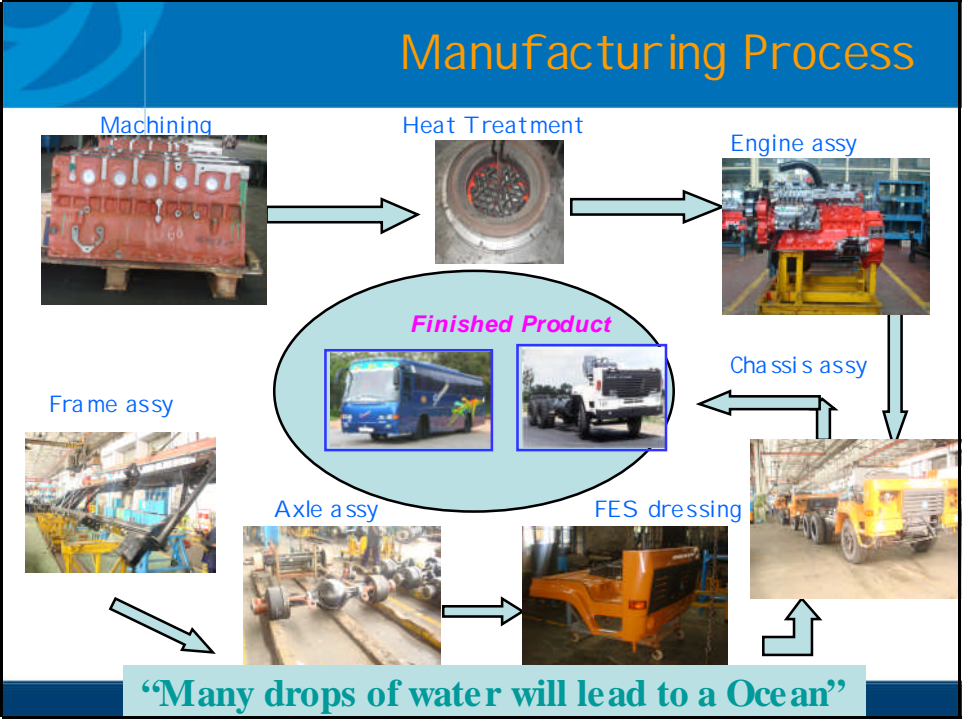 Manufacturing Process
Machining
Heat Treatment
Engine assy
Finished Product
Chassis assy
Frame assy
Axle assy
FES dressing
“Many drops of water will lead to a Ocean”